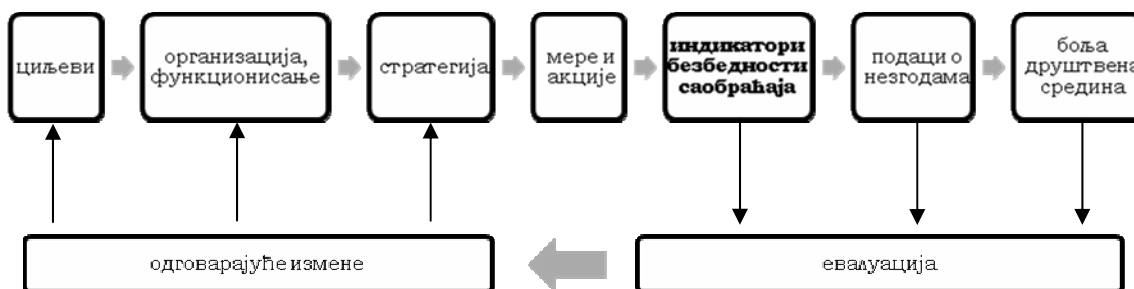 циљеви
организација,
функционисање
стратегија
мере и
акције
индикатори
безбедности
саобраћаја
подаци о
незгодама
боља
друштвена
средина
одговарајуће измене
евалуација